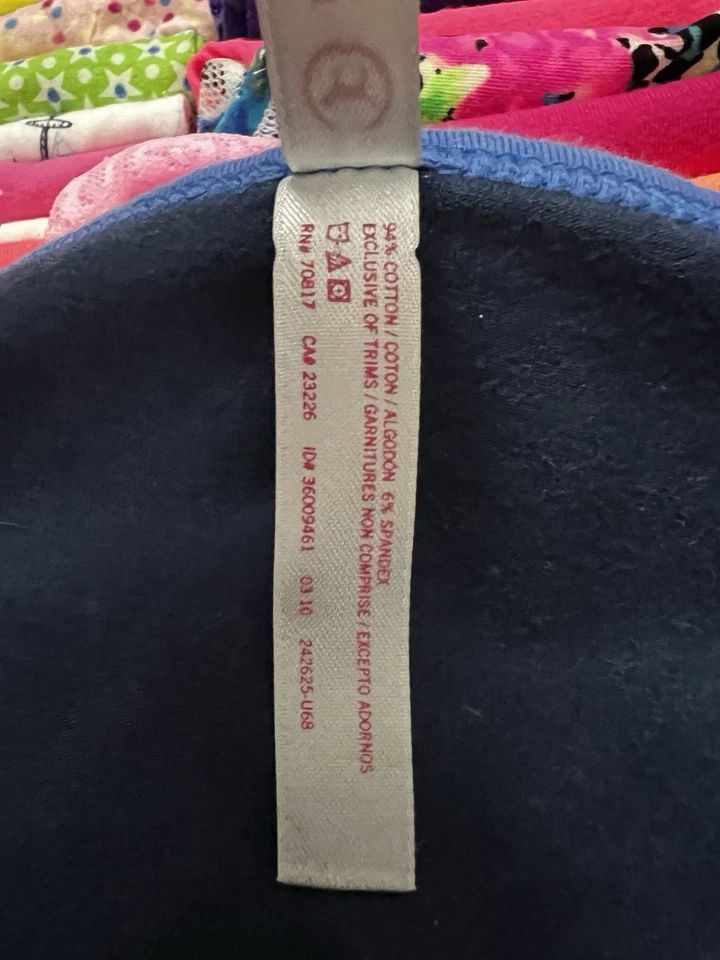 94% COTTON / COTON / ALGODÓN 6% SPANDEX
EXCLUSIVE OF TRIMS / GARNITURES NON COMPRISE / EXCEPTO ADORNOS
RN# 70817 CA# 23226 ID# 36009461 03 10 242625-U68